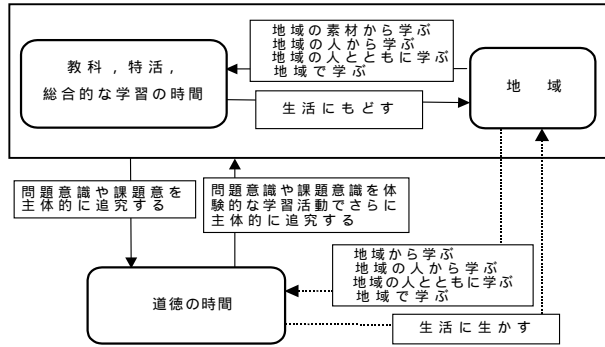 地域の素材から学ぶ
地域の人から学ぶ
地域の人とともに学ぶ
地域で学ぶ
教科，特活，
総合的な学習の時間
地　域
生活にもどす
問題意識や課題意を
主体的に追究する
問題意識や課題意識を体
験的な学習活動でさらに
主体的に追究する
地域から学ぶ
地域の人から学ぶ
地域の人とともに学ぶ
地域で学ぶ
道徳の時間
生活に生かす